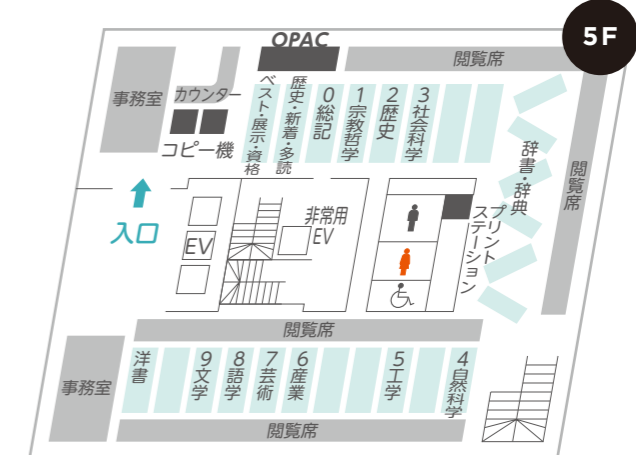 5F
OPAC
閲覧席
事務室
カウンター
コピー機
ベスト・展示・資格
歴史・新着・多読
0総記
1宗教哲学
2歴史
3社会科学
辞書・辞典
閲覧席
入口
EV
非常用
EV
プリント
ステーション
閲覧席
事務室
洋書
9文学
8語学
7芸術
6産業
5工学
4自然科学
閲覧席